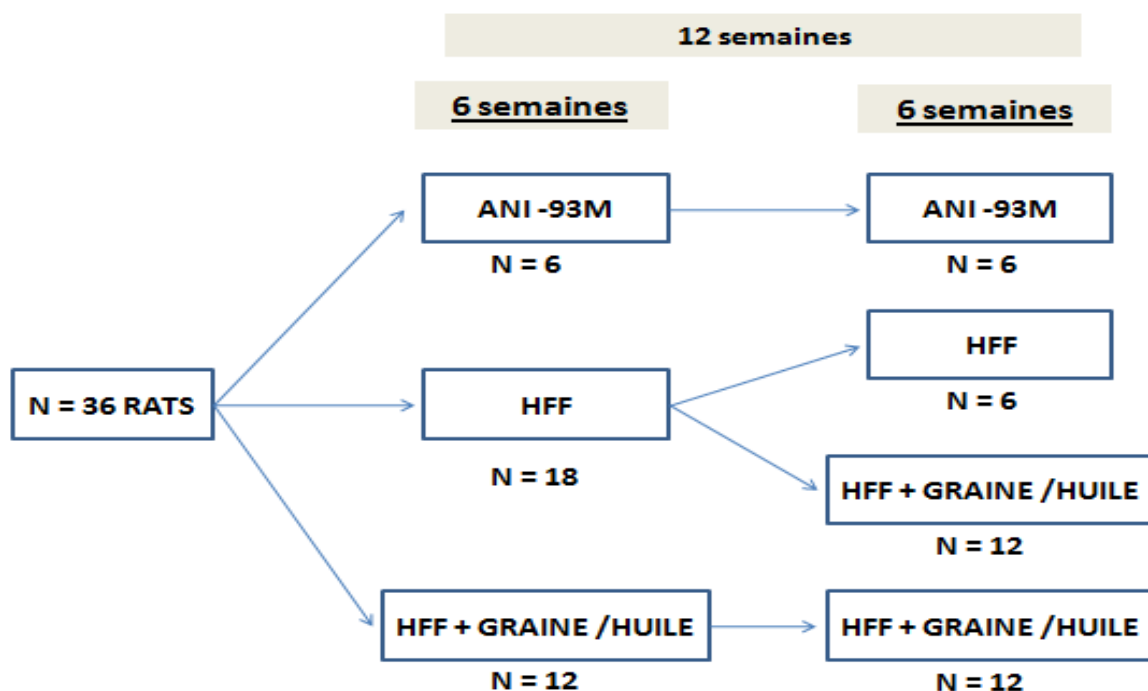 12 semaines
6 semaines
6 semaines
ANI -93M
ANI -93M
N = 6
N = 6
HFF
N = 36 RATS
HFF
N = 6
N = 18
HFF + GRAINE /HUILE
N = 12
HFF + GRAINE /HUILE
HFF + GRAINE /HUILE
N = 12
N = 12